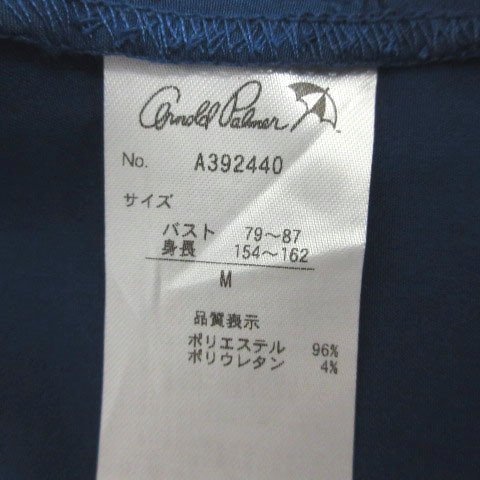 Arnold Palmer
No. A392440
サイズ
バスト 79～87
身長 154～162
M
品質表示
ポリエステル 96%
ポリウレタン 4%